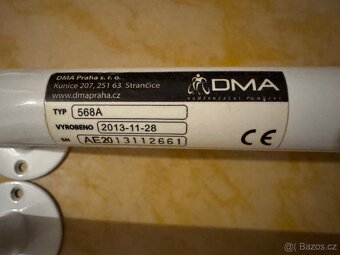 DMA Praha s. r. o.
Kunice 207, 251 63 Strančice
www.dmapraha.cz
DMA
KOMPENZAČNÍ POMŮCKY
TYP 568A
VYROBENO 2013-11-28
SN AE2013112661
CE
Bazos.cz